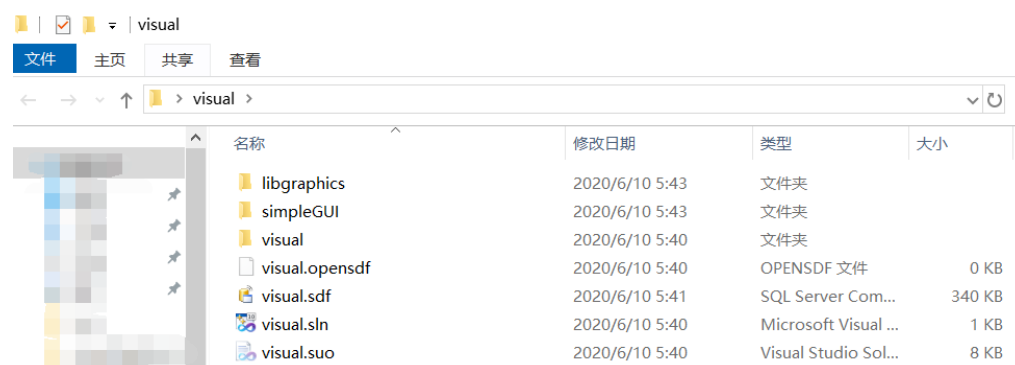 visual
文件 主页 共享 查看
visual
名称 修改日期 类型 大小
libgraphics 2020/6/10 5:43 文件夹
simpleGUI 2020/6/10 5:43 文件夹
visual 2020/6/10 5:40 文件夹
visual.opensdf 2020/6/10 5:40 OPENSDF 文件 0 KB
visual.sdf 2020/6/10 5:41 SQL Server Com... 340 KB
visual.sln 2020/6/10 5:40 Microsoft Visual ... 1 KB
visual.suo 2020/6/10 5:40 Visual Studio Sol... 8 KB